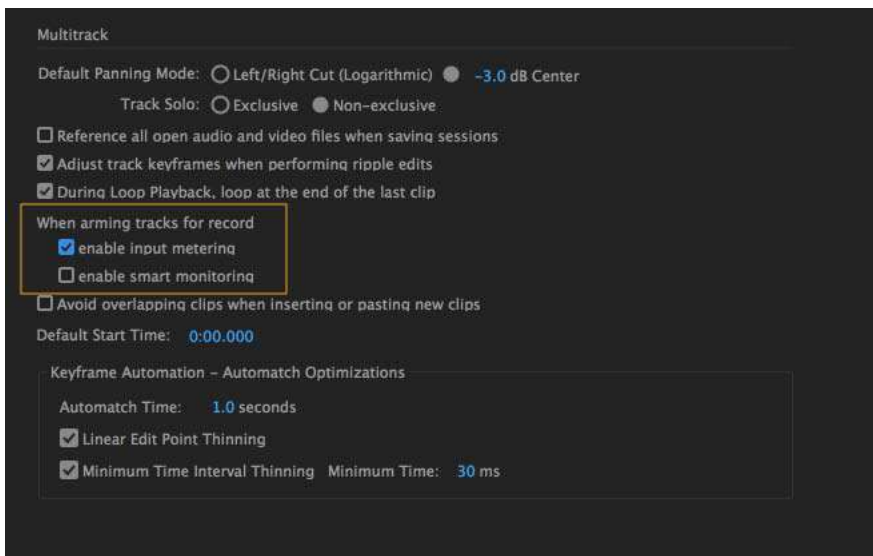 Multitrack
Default Panning Mode: Left/Right Cut (Logarithmic) -3.0 dB Center
Track Solo: Exclusive Non-exclusive
Reference all open audio and video files when saving sessions
Adjust track keyframes when performing ripple edits
During Loop Playback, loop at the end of the last clip
When arming tracks for record
enable input metering
enable smart monitoring
Avoid overlapping clips when inserting or pasting new clips
Default Start Time: 0:00.000
Keyframe Automation – Automatch Optimizations
Automatch Time: 1.0 seconds
Linear Edit Point Thinning
Minimum Time Interval Thinning Minimum Time: 30 ms